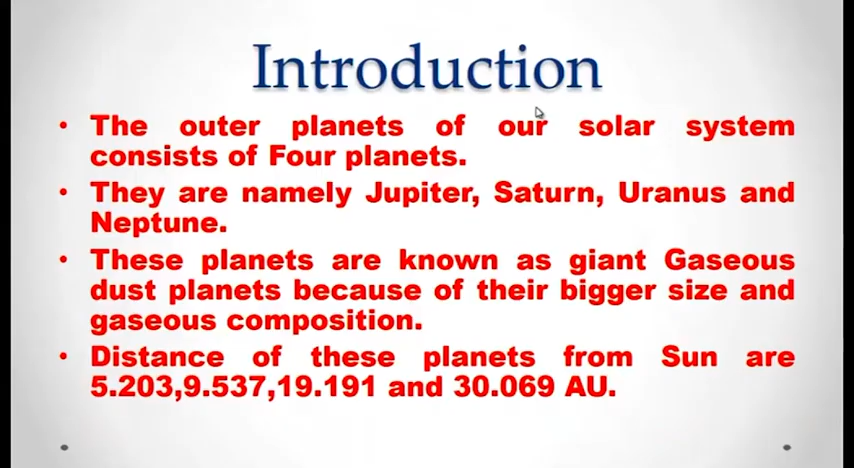 Introduction
• The outer planets of our solar system
consists of Four planets.
• They are namely Jupiter, Saturn, Uranus and
Neptune.
• These planets are known as giant Gaseous
dust planets because of their bigger size and
gaseous composition.
• Distance of these planets from Sun are
5.203,9.537,19.191 and 30.069 AU.